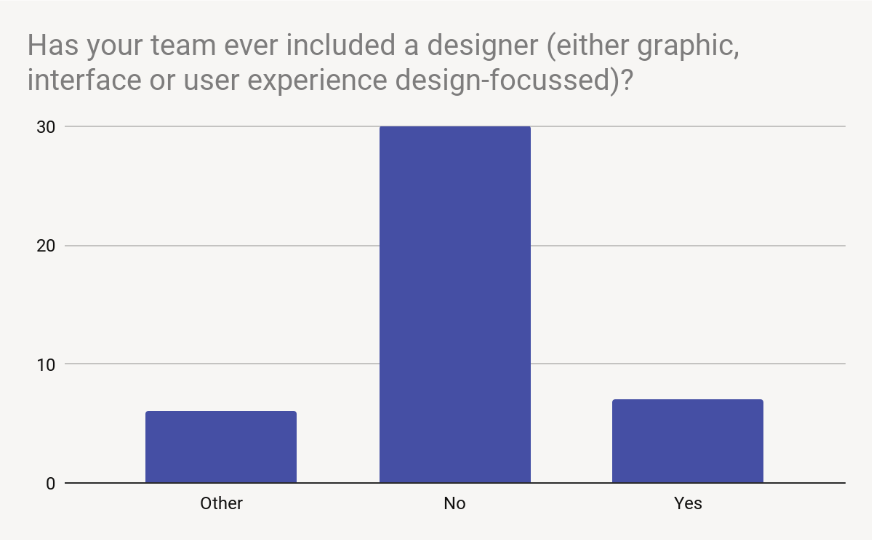 Has your team ever included a designer (either graphic,
interface or user experience design-focussed)?
30
20
10
0
Other
No
Yes